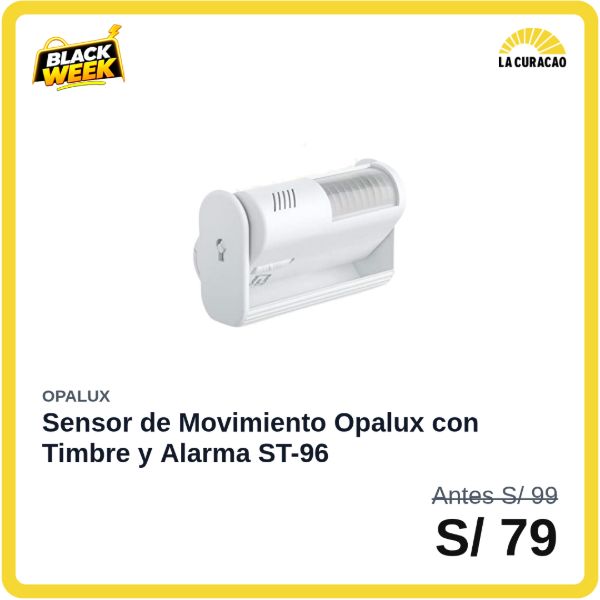 BLACK
WEEK
LA CURACAO
OPALUX
Sensor de Movimiento Opalux con
Timbre y Alarma ST-96
Antes S/ 99
S/ 79